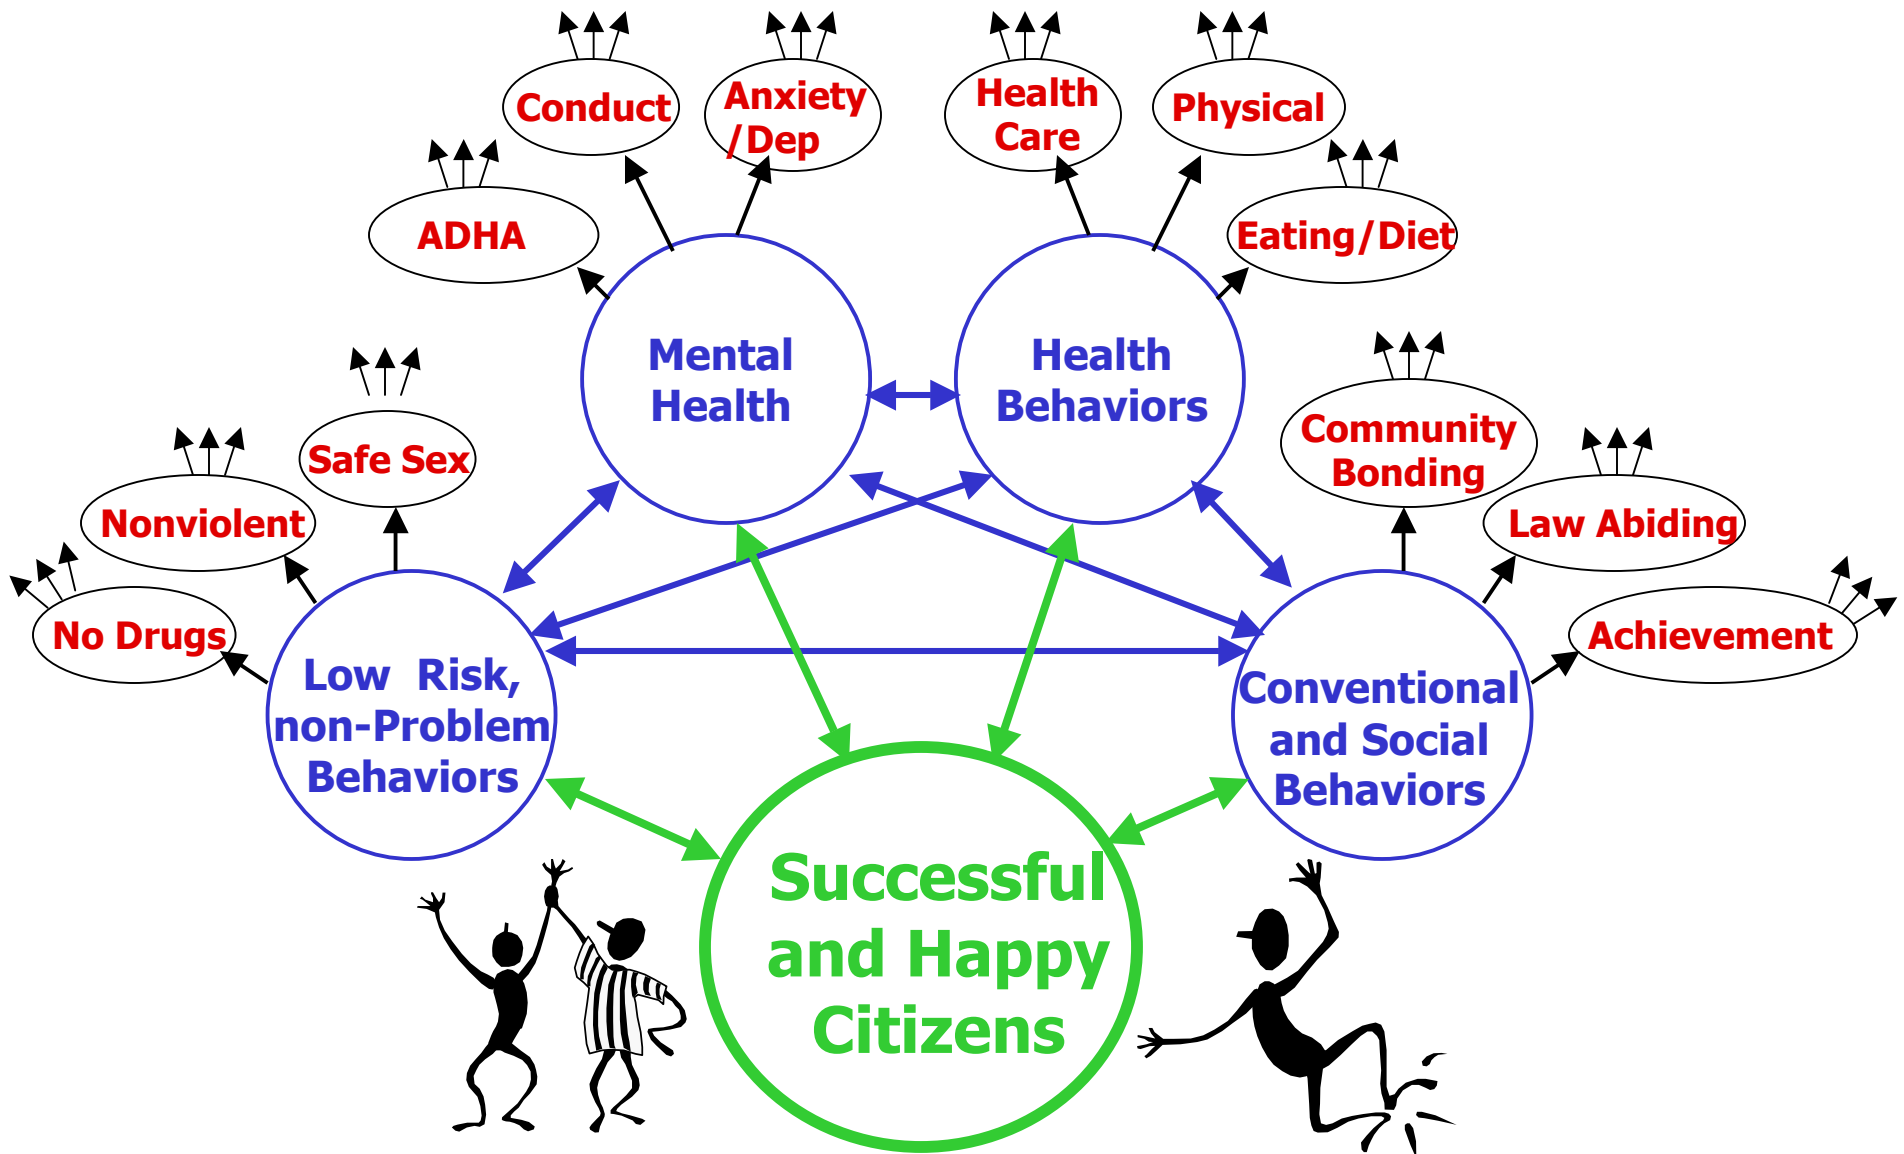 Conduct
Anxiety
/Dep
Health
Care
Physical
ADHA
Eating/Diet
Mental
Health
Health
Behaviors
Safe Sex
Community
Bonding
Nonviolent
Law Abiding
No Drugs
Achievement
Low Risk,
non-Problem
Behaviors
Conventional
and Social
Behaviors
Successful
and Happy
Citizens